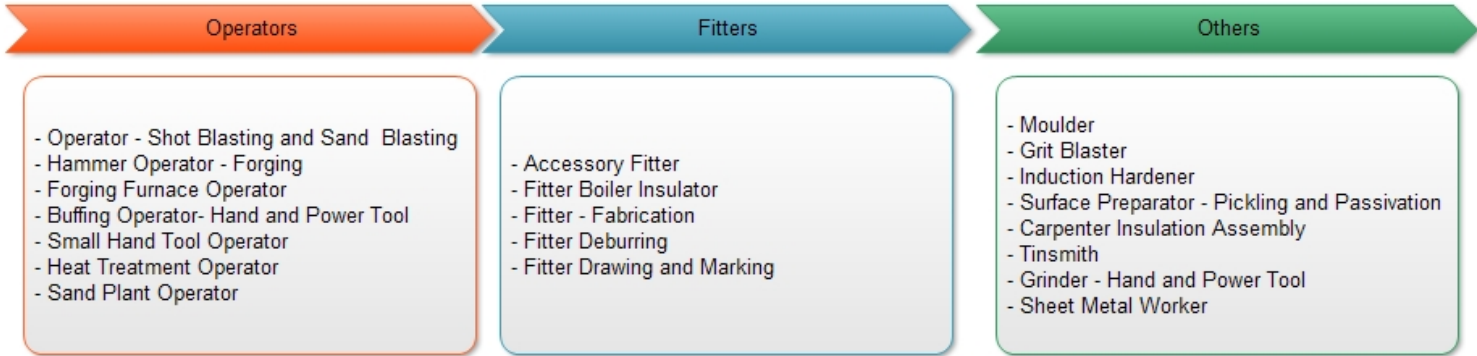 Operators
Fitters
Others
- Operator - Shot Blasting and Sand  Blasting
- Hammer Operator - Forging
- Forging Furnace Operator
- Buffing Operator- Hand and Power Tool
- Small Hand Tool Operator
- Heat Treatment Operator
- Sand Plant Operator
- Accessory Fitter
- Fitter Boiler Insulator
- Fitter - Fabrication
- Fitter Deburring
- Fitter Drawing and Marking
- Moulder
- Grit Blaster
- Induction Hardener
- Surface Preparator - Pickling and Passivation
- Carpenter Insulation Assembly
- Tinsmith
- Grinder - Hand and Power Tool
- Sheet Metal Worker